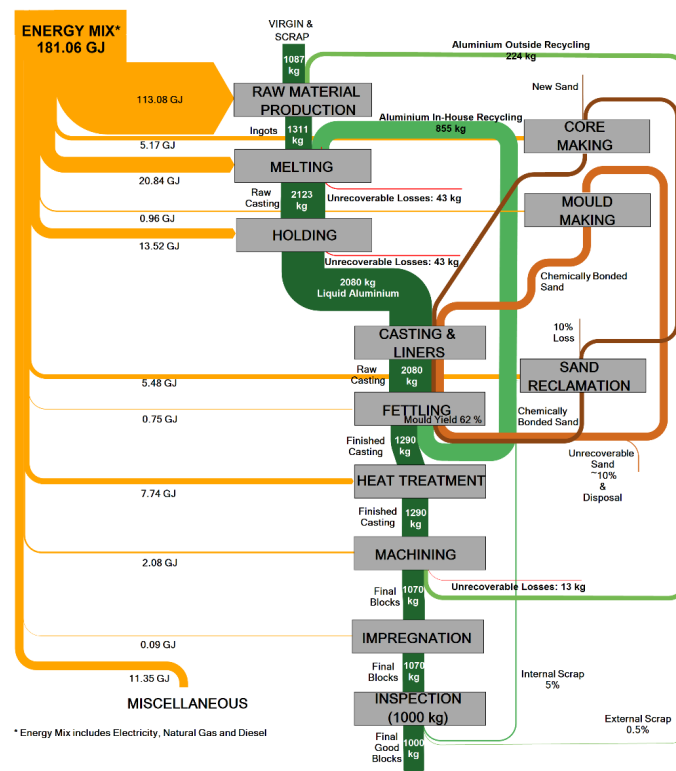 ENERGY MIX*
181.06 GJ
VIRGIN &
SCRAP
1087
kg
Aluminium Outside Recycling
224 kg
113.08 GJ
RAW MATERIAL
PRODUCTION
New Sand
Ingots
1311
kg
Aluminium In-House Recycling
855 kg
CORE
MAKING
5.17 GJ
MELTING
20.84 GJ
Raw
Casting
2123
kg
Unrecoverable Losses: 43 kg
MOULD
MAKING
0.96 GJ
HOLDING
13.52 GJ
Unrecoverable Losses: 43 kg
2080 kg
Liquid Aluminium
Chemically Bonded
Sand
CASTING &
LINERS
10%
Loss
Raw
Casting
2080
kg
SAND
RECLAMATION
5.48 GJ
0.75 GJ
FETTLING
Mould Yield 62 %
Chemically
Bonded Sand
Finished
Casting
1290
kg
Unrecoverable
Sand
~10%
&
Disposal
HEAT TREATMENT
7.74 GJ
Finished
Casting
1290
kg
MACHINING
2.08 GJ
Unrecoverable Losses: 13 kg
Final
Blocks
1070
kg
IMPREGNATION
0.09 GJ
Final
Blocks
1070
kg
11.35 GJ
MISCELLANEOUS
Internal Scrap
5%
INSPECTION
(1000 kg)
External Scrap
0.5%
* Energy Mix includes Electricity, Natural Gas and Diesel
Final
Good
Blocks
1000
kg